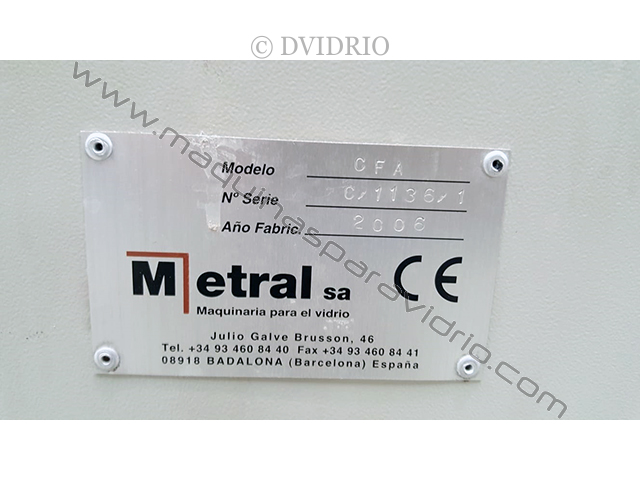 © DVIDRIO
www.maquinasparavidrio.com
Modelo CFA
Nº Serie C/1136/1
Año Fabric. 2006
Metral sa CE
Maquinaria para el vidrio
Julio Galve Brusson, 46
Tel. +34 93 460 84 40 Fax +34 93 460 84 41
08918 BADALONA (Barcelona) España